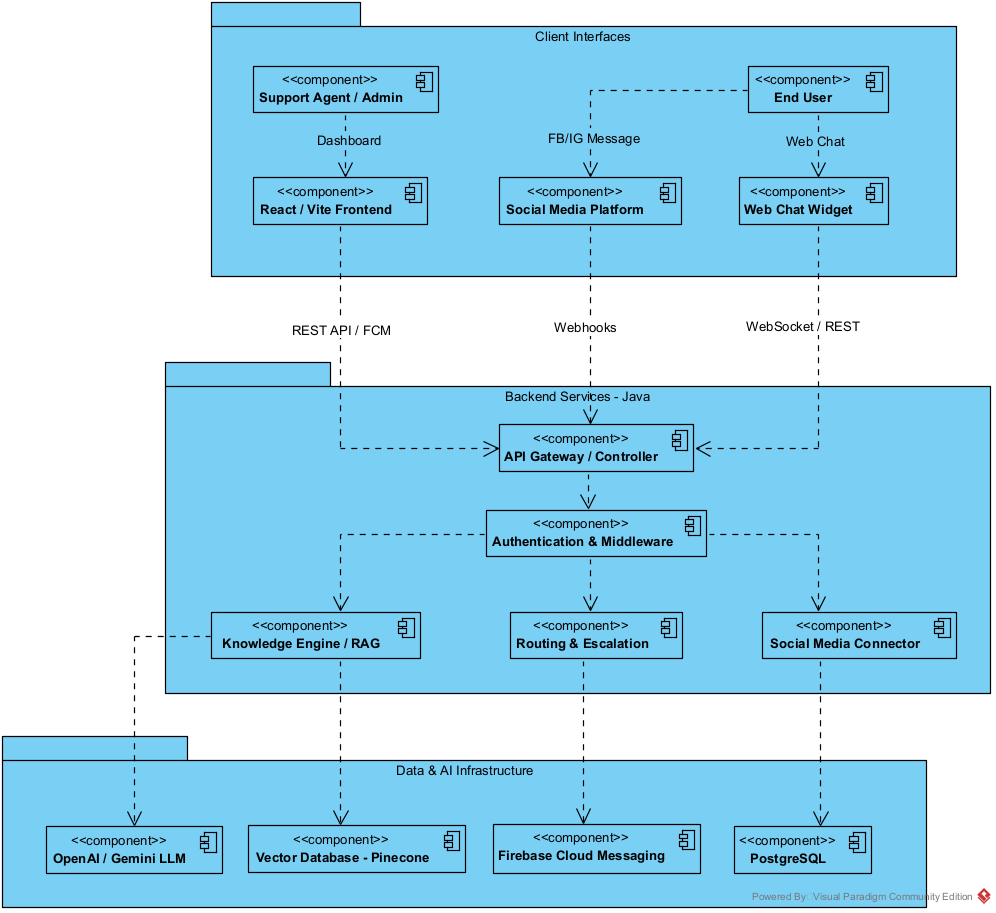 Client Interfaces
<<component>>
Support Agent / Admin
<<component>>
End User
Dashboard
FB/IG Message
Web Chat
<<component>>
React / Vite Frontend
<<component>>
Social Media Platform
<<component>>
Web Chat Widget
REST API / FCM
Webhooks
WebSocket / REST
Backend Services - Java
<<component>>
API Gateway / Controller
<<component>>
Authentication & Middleware
<<component>>
Knowledge Engine / RAG
<<component>>
Routing & Escalation
<<component>>
Social Media Connector
Data & AI Infrastructure
<<component>>
OpenAI / Gemini LLM
<<component>>
Vector Database - Pinecone
<<component>>
Firebase Cloud Messaging
<<component>>
PostgreSQL
Powered By: Visual Paradigm Community Edition